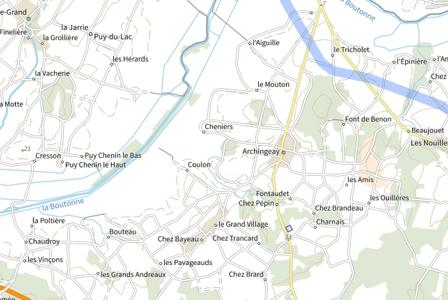 -Grand
la Jarrie
Finelière
la Grollière
Puy-du-Lac
Boutonne
l'Aiguille
le Tricholet
l'Épinière
les Hérards
la Vacherie
Chez
le Mouton
la Motte
Font de Benon
Cheniers
Beaujouet
Les Nouille
21
Archingeay
Cresson
Puy Chenin le Bas
Puy Chenin le Haut
Coulon
les Amis
la Boutonne
Fontaudet
Chez Pépin
les Ouillères
Chez Brandeau
la Poltière
le Grand Village
Charnais
Bouteau
Chaudroy
Chez Bayeau
Chez Trancard
les Vinçons
les Pavageauds
les Grands Andreaux
Chez Brard